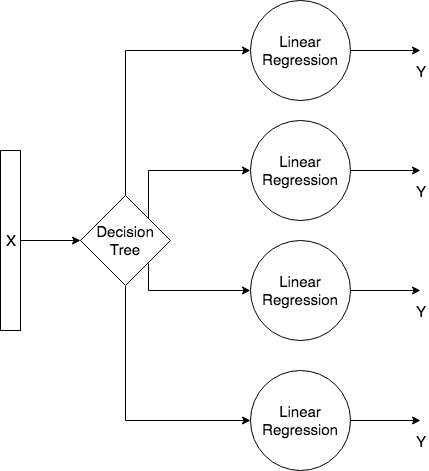 Linear
Regression
Y
Linear
Regression
Y
X
Decision
Tree
Linear
Regression
Y
Linear
Regression
Y